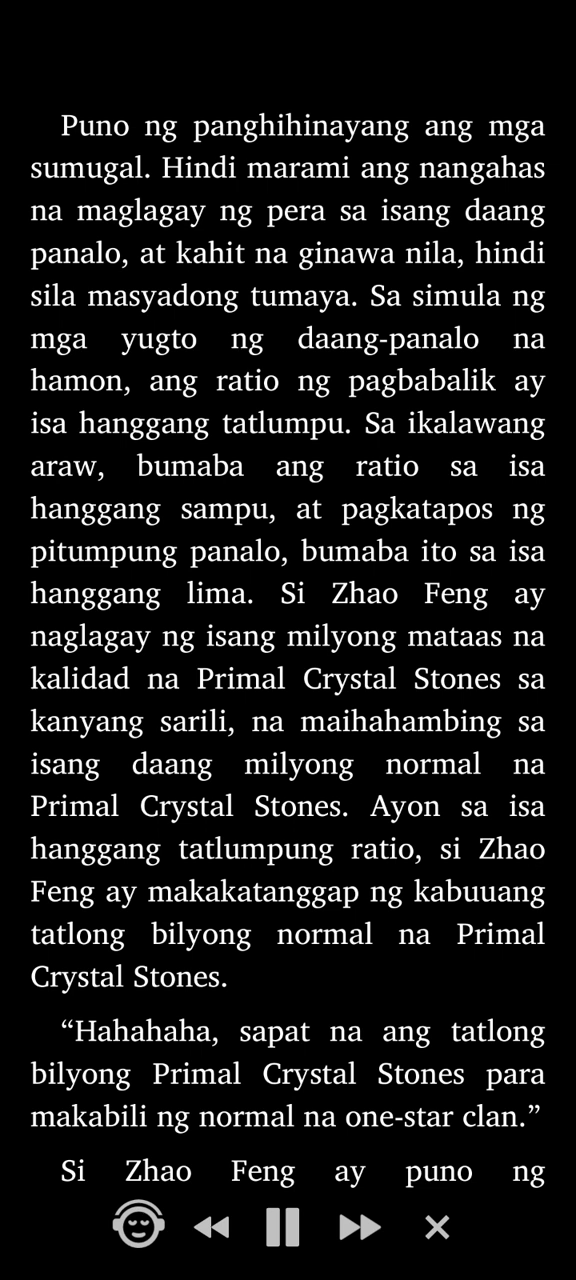 Puno ng panghihinayang ang mga
sumugal. Hindi marami ang nangahas
na maglagay ng pera sa isang daang
panalo, at kahit na ginawa nila, hindi
sila masyadong tumaya. Sa simula ng
mga yugto ng daang-panalo na
hamon, ang ratio ng pagbabalik ay
isa hanggang tatlumpu. Sa ikalawang
araw, bumaba ang ratio sa isa
hanggang sampu, at pagkatapos ng
pitumpung panalo, bumaba ito sa isa
hanggang lima. Si Zhao Feng ay
naglagay ng isang milyong mataas na
kalidad na Primal Crystal Stones sa
kanyang sarili, na maihahambing sa
isang daang milyong normal na
Primal Crystal Stones. Ayon sa isa
hanggang tatlumpung ratio, si Zhao
Feng ay makakatanggap ng kabuuang
tatlong bilyong normal na Primal
Crystal Stones.
“Hahahaha, sapat na ang tatlong
bilyong Primal Crystal Stones para
makabili ng normal na one-star clan.”
Si Zhao Feng ay puno ng